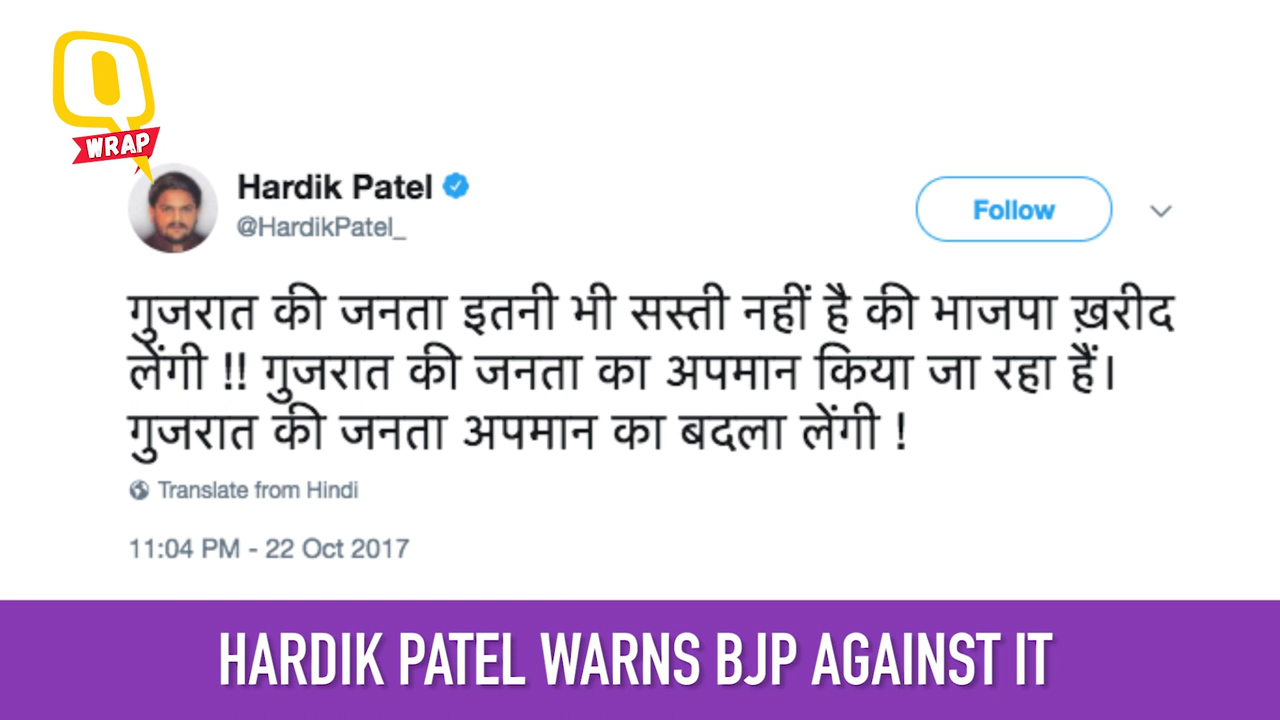 Q
WRAP
Hardik Patel
@HardikPatel_
Follow
गुजरात की जनता इतनी भी सस्ती नहीं है की भाजपा ख़रीद
लेंगी !! गुजरात की जनता का अपमान किया जा रहा हैं।
गुजरात की जनता अपमान का बदला लेंगी !
Translate from Hindi
11:04 PM - 22 Oct 2017
HARDIK PATEL WARNS BJP AGAINST IT